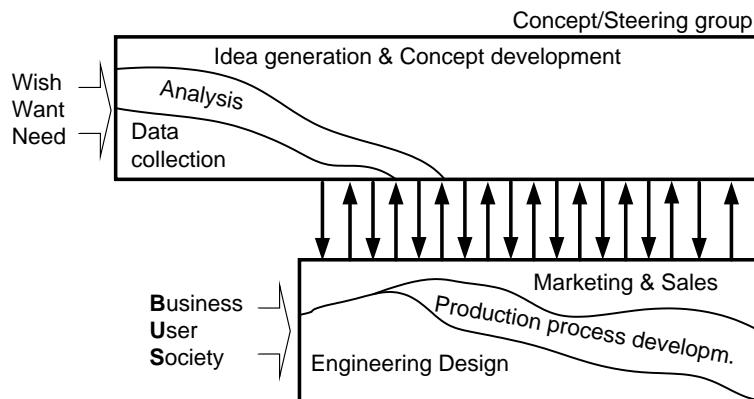 Concept/Steering group
Idea generation & Concept development
Wish
Want
Need
Analysis
Data
collection
Marketing & Sales
Business
User
Society
Production process developm.
Engineering Design